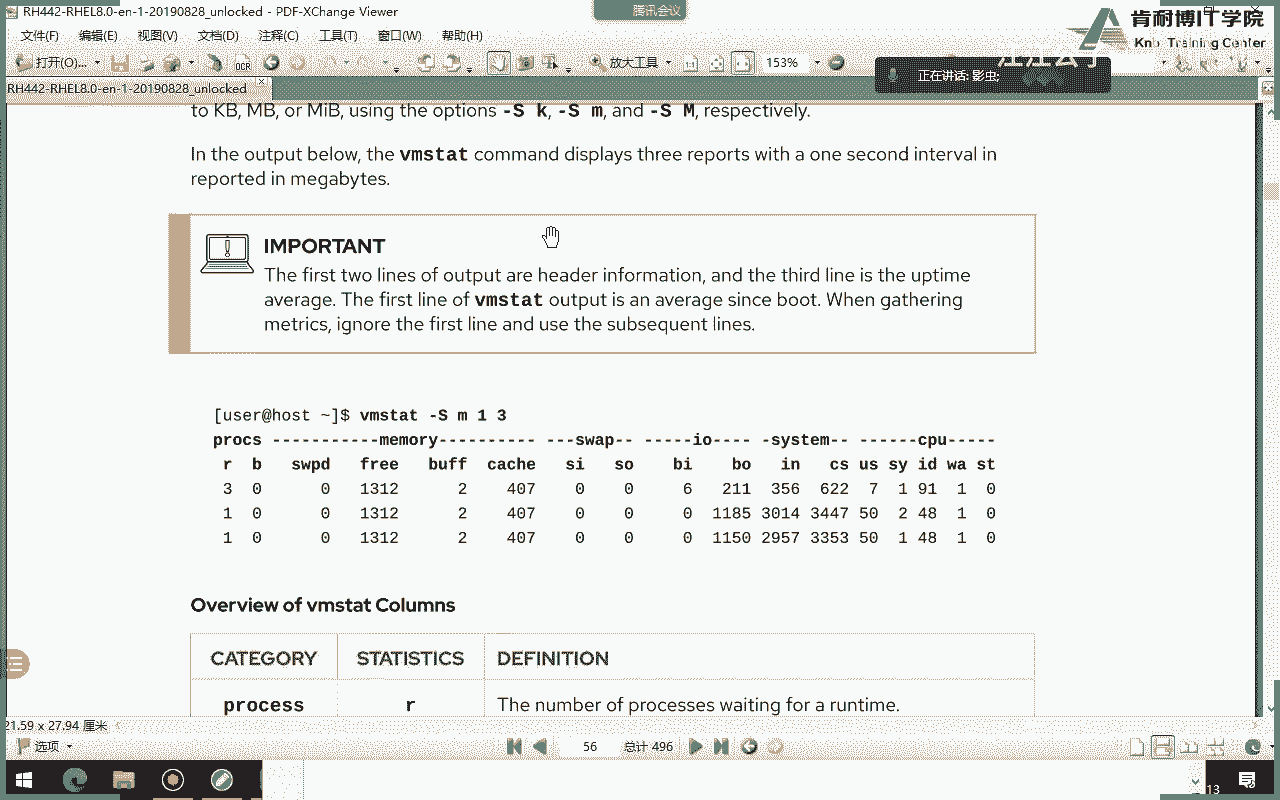 RH442-RHEL8.0-en-1-20190828_unlocked - PDF-XChange Viewer
腾讯会议
肯耐博IT学院
Training Center
文件(F) 编辑(E) 视图(V) 文档(D) 注释(C) 工具(T) 窗口(W) 帮助(H)
打开(O)... OCR 放大工具 153%
正在讲话: 影虫;
RH442-RHEL8.0-en-1-20190828_unlocked
to KB, MB, or MiB, using the options -S k, -S m, and -S M, respectively.
In the output below, the vmstat command displays three reports with a one second interval in
reported in megabytes.
IMPORTANT
The first two lines of output are header information, and the third line is the uptime
average. The first line of vmstat output is an average since boot. When gathering
metrics, ignore the first line and use the subsequent lines.
[user@host ~]$ vmstat -S m 1 3
procs -----------memory---------- ---swap-- -----io---- -system-- ------cpu-----
r b swpd free buff cache si so bi bo in cs us sy id wa st
3 0 0 1312 2 407 0 0 6 211 356 622 7 1 91 1 0
1 0 0 1312 2 407 0 0 0 1185 3014 3447 50 2 48 1 0
1 0 0 1312 2 407 0 0 0 1150 2957 3353 50 1 48 1 0
Overview of vmstat Columns
CATEGORY STATISTICS DEFINITION
process r The number of processes waiting for a runtime.
21.59 x 27.94 厘米
选项 56 总计 496
13